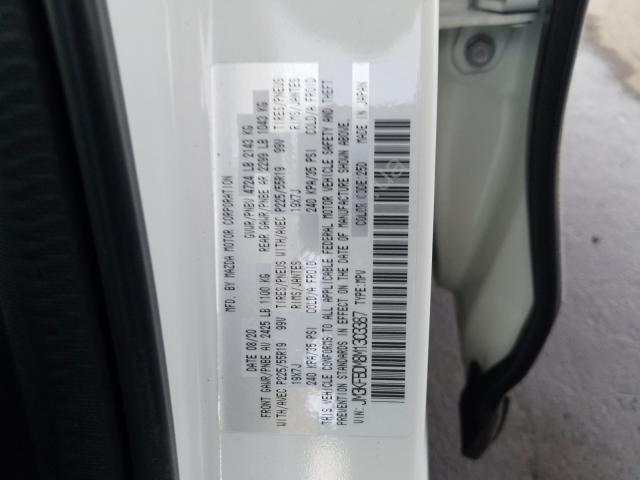 MFD. BY MAZDA MOTOR CORPORATION
DATE 08/20 GVWR/PNBV 4724 LB 2143 KG
FRONT GAWR/PNBE AV 2425 LB 1100 KG REAR GAWR/PNBE AR 2299 LB 1043 KG
WITH/AVEC P225/55R19 99V TIRES/PNEUS WITH/AVEC P225/55R19 99V TIRES/PNEUS
19X7J RIMS/JANTES 19X7J RIMS/JANTES
240 KPA/35 PSI COLD/A FROID 240 KPA/35 PSI COLD/A FROID
THIS VEHICLE CONFORMS TO ALL APPLICABLE FEDERAL MOTOR VEHICLE SAFETY AND THEFT
PREVENTION STANDARDS IN EFFECT ON THE DATE OF MANUFACTURE SHOWN ABOVE.
VIN: JM3KFBDM8M1303387 TYPE:MPV COLOR CODE:25D MADE IN JAPAN
US